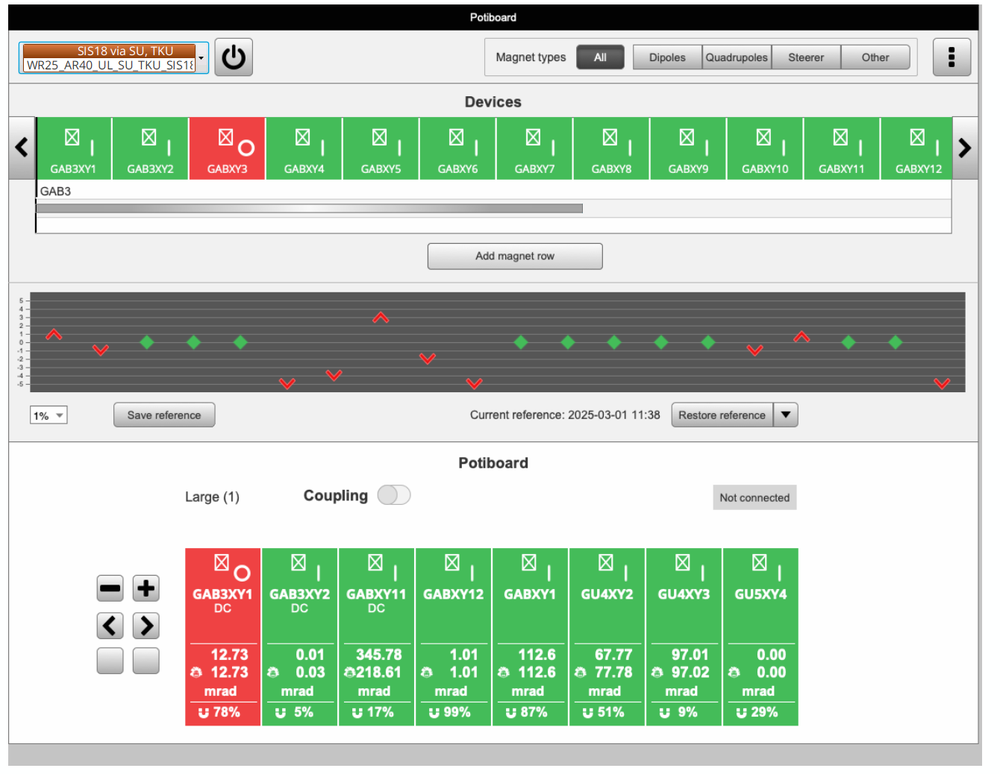 Potiboard
SIS18 via SU, TKU
WR25_AR40_UL_SU_TKU_SIS18
Magnet types All Dipoles Quadrupoles Steerer Other
Devices
GAB3XY1 GAB3XY2 GABXY3 GABXY4 GABXY5 GABXY6 GABXY7 GABXY8 GABXY9 GABXY10 GABXY11 GABXY12
GAB3
Add magnet row
5
4
3
2
1
0
-1
-2
-3
-4
-5
1% Save reference Current reference: 2025-03-01 11:38 Restore reference
Potiboard
Large (1) Coupling Not connected
GAB3XY1 GAB3XY2 GABXY11 GABXY12 GABXY1 GU4XY2 GU4XY3 GU5XY4
DC DC DC
12.73 0.01 345.78 1.01 112.6 67.77 97.01 0.00
12.73 0.03 218.61 1.01 112.6 77.78 97.02 0.00
mrad mrad mrad mrad mrad mrad mrad mrad
78% 5% 17% 99% 87% 51% 9% 29%